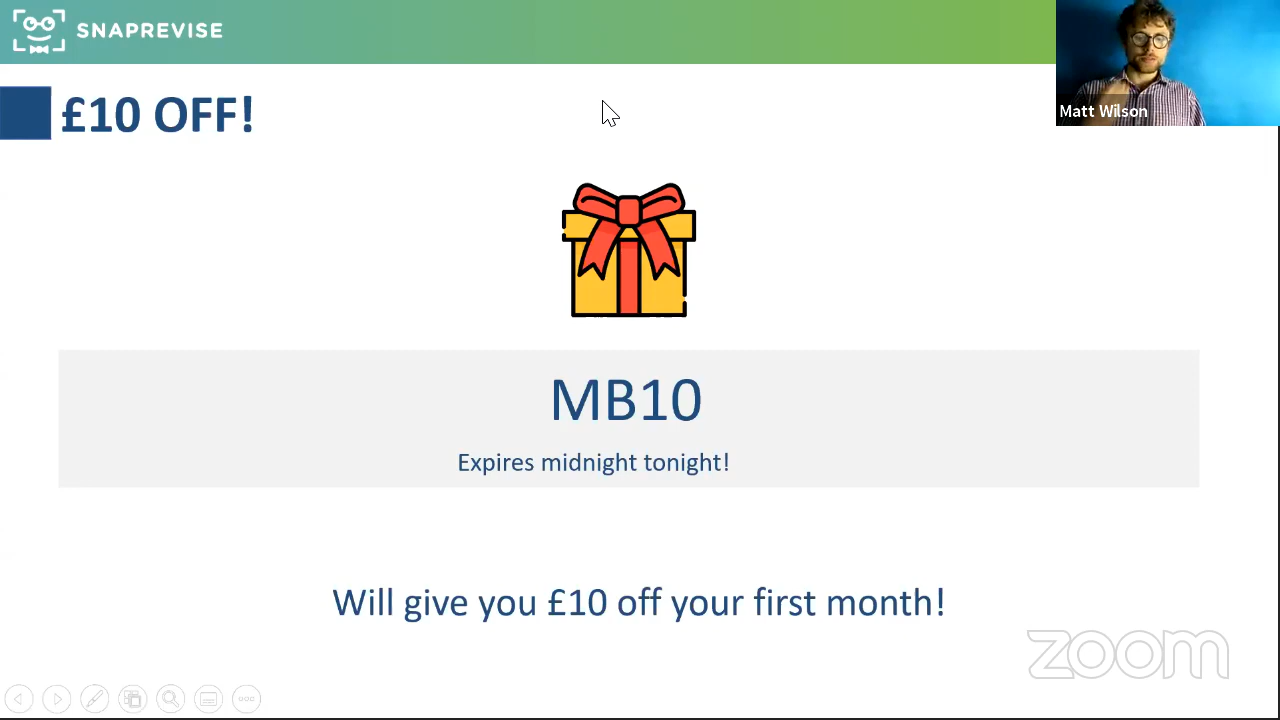 SNAPREVISE
£10 OFF!
Matt Wilson
MB10
Expires midnight tonight!
Will give you £10 off your first month!
zoom